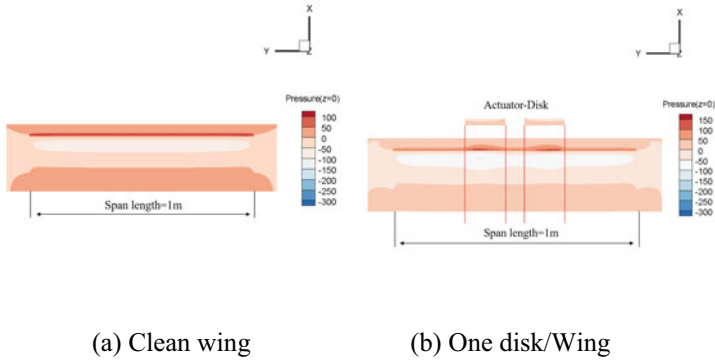 X
Y
Z
Pressure(z=0)
100
50
0
-50
-100
-150
-200
-250
-300
Span length=1m
X
Y
Z
Actuator-Disk
Pressure(z=0)
150
100
50
0
-50
-100
-150
-200
-250
-300
Span length=1m
(a) Clean wing
(b) One disk/Wing